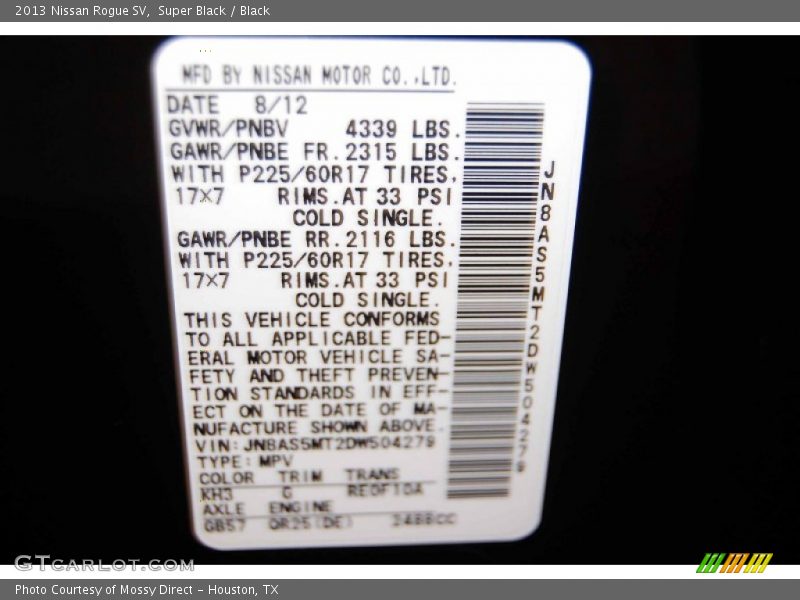 2013 Nissan Rogue SV, Super Black / Black
MFD BY NISSAN MOTOR CO.,LTD.
DATE 8/12
GVWR/PNBV 4339 LBS.
GAWR/PNBE FR.2315 LBS.
WITH P225/60R17 TIRES,
17×7 RIMS.AT 33 PSI
COLD SINGLE.
GAWR/PNBE RR.2116 LBS.
WITH P225/60R17 TIRES,
17×7 RIMS.AT 33 PSI
COLD SINGLE.
THIS VEHICLE CONFORMS
TO ALL APPLICABLE FED-
ERAL MOTOR VEHICLE SA-
FETY AND THEFT PREVEN-
TION STANDARDS IN EFF-
ECT ON THE DATE OF MA-
NUFACTURE SHOWN ABOVE.
VIN:JN8AS5MT2DW504279
TYPE:MPV
COLOR TRIM TRANS
KH3 G RE0F10A
AXLE ENGINE
GB57 QR25(DE) 2488CC
JN8AS5MT2DW504279
GTcarlot.com
Photo Courtesy of Mossy Direct - Houston, TX